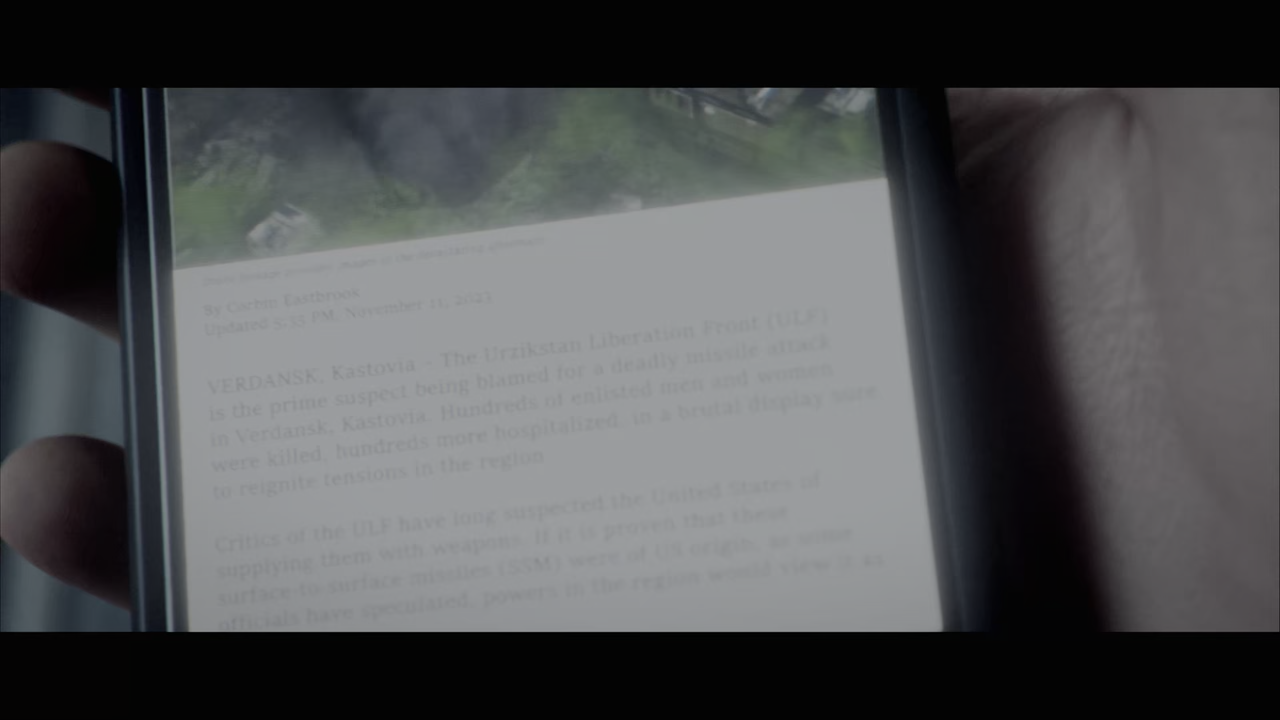 By Corbin Eastbrook
Updated 5:35 PM, November 11, 2023
VERDANSK, Kastovia - The Urzikstan Liberation Front (ULF)
is the prime suspect being blamed for a deadly missile attack
in Verdansk, Kastovia. Hundreds of enlisted men and women
were killed, hundreds more hospitalized, in a brutal display sure
to reignite tensions in the region
Critics of the ULF have long suspected the United States of
supplying them with weapons. If it is proven that these
surface to surface missiles (SSM) were of US origin, as some
officials have speculated, powers in the region would view it as